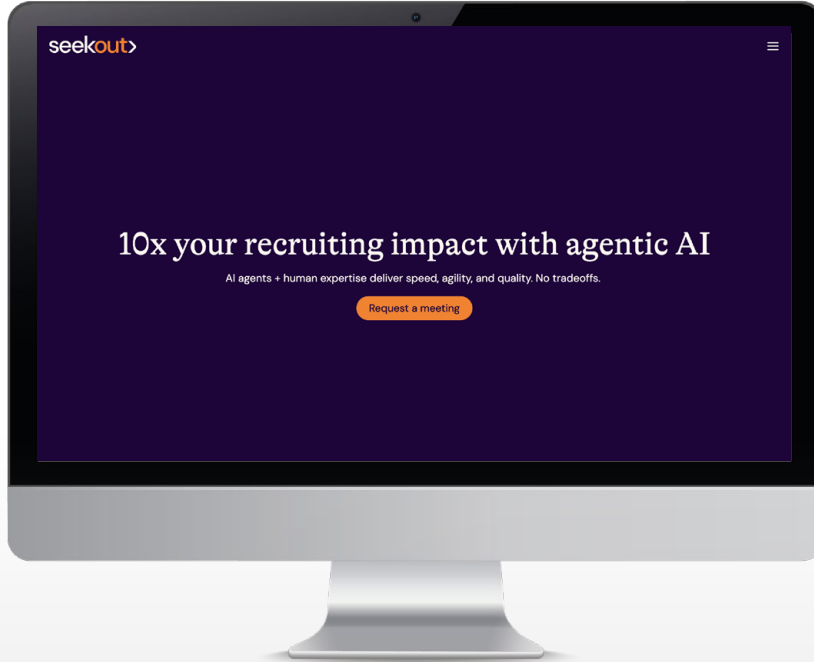 seekout>
10x your recruiting impact with agentic AI
AI agents + human expertise deliver speed, agility, and quality. No tradeoffs.
Request a meeting